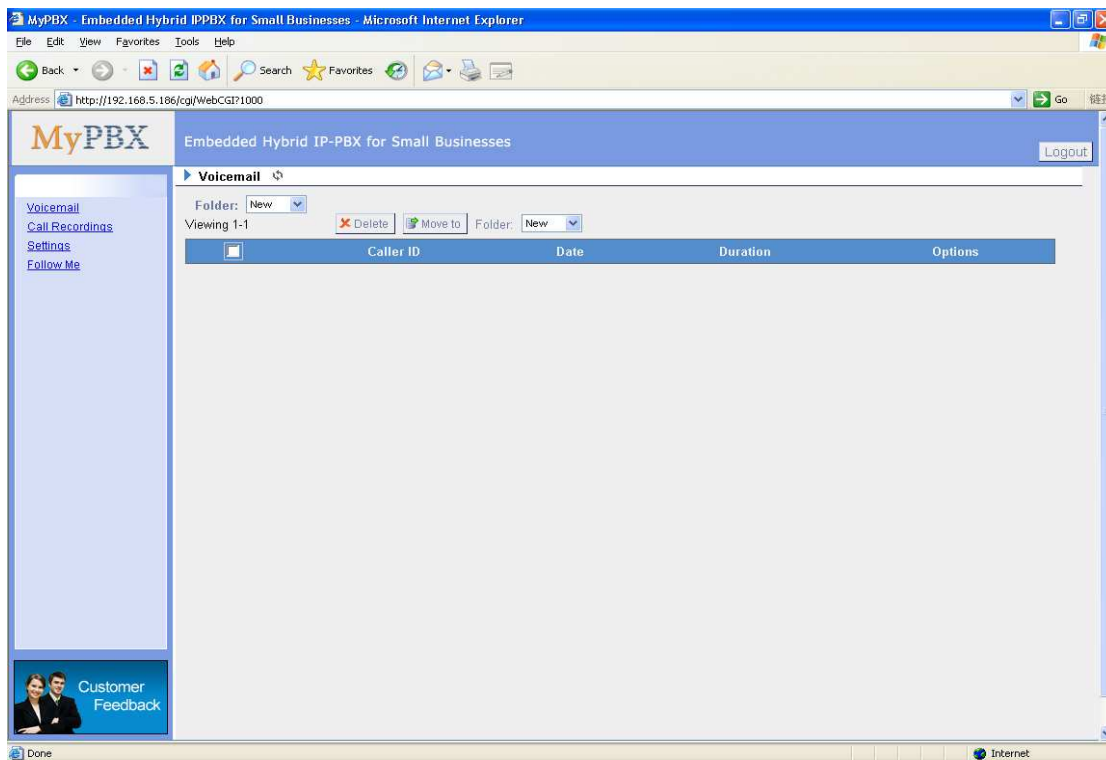 MyPBX - Embedded Hybrid IPPBX for Small Businesses - Microsoft Internet Explorer
File Edit View Favorites Tools Help
Back Search Favorites
Address http://192.168.5.186/cgi/WebCGI?1000 Go
MyPBX Embedded Hybrid IP-PBX for Small Businesses
Logout
Voicemail
Folder: New
Viewing 1-1 Delete Move to Folder: New
Caller ID Date Duration Options
Voicemail
Call Recordings
Settings
Follow Me
Customer
Feedback
Done Internet